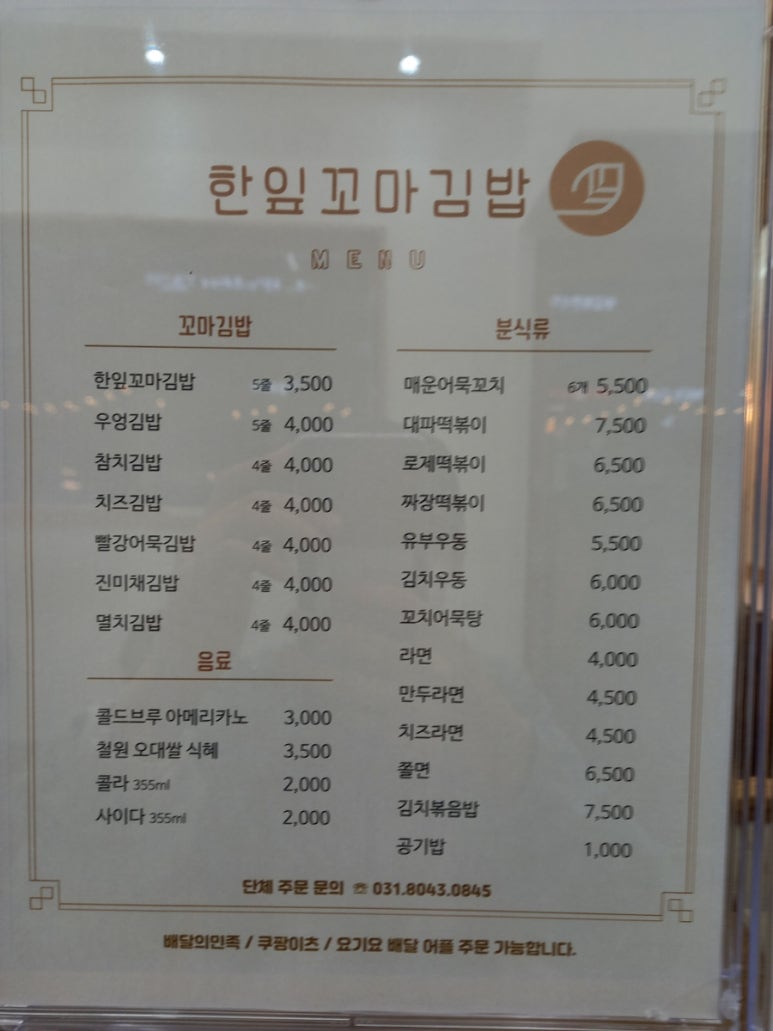 한잎꼬마김밥
MENU
꼬마김밥
한잎꼬마김밥 5줄 3,500
우엉김밥 5줄 4,000
참치김밥 4줄 4,000
치즈김밥 4줄 4,000
빨강어묵김밥 4줄 4,000
진미채김밥 4줄 4,000
멸치김밥 4줄 4,000
음료
콜드브루 아메리카노 3,000
철원 오대쌀 식혜 3,500
콜라 355ml 2,000
사이다 355ml 2,000
분식류
매운어묵꼬치 6개 5,500
대파떡볶이 7,500
로제떡볶이 6,500
짜장떡볶이 6,500
유부우동 5,500
김치우동 6,000
꼬치어묵탕 6,000
라면 4,000
만두라면 4,500
치즈라면 4,500
쫄면 6,500
김치볶음밥 7,500
공기밥 1,000
단체 주문 문의 ☏ 031.8043.0845
배달의민족 / 쿠팡이츠 / 요기요 배달 어플 주문 가능합니다.